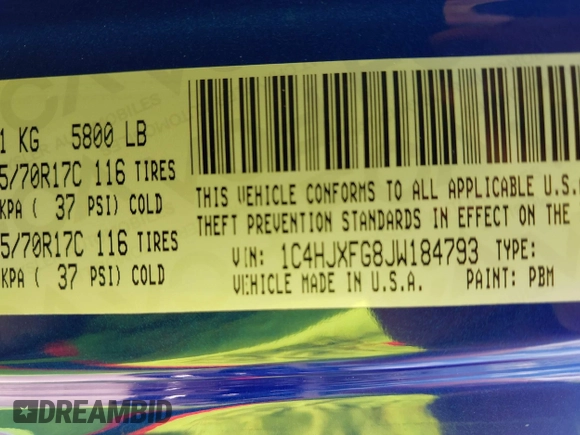 1 KG 5800 LB
5/70R17C 116 TIRES
KPA ( 37 PSI) COLD
5/70R17C 116 TIRES
KPA ( 37 PSI) COLD
THIS VEHICLE CONFORMS TO ALL APPLICABLE U.S.A
THEFT PREVENTION STANDARDS IN EFFECT ON THE
VIN: 1C4HJXFG8JW184793 TYPE:
VEHICLE MADE IN U.S.A. PAINT: PBM
DREAMBID